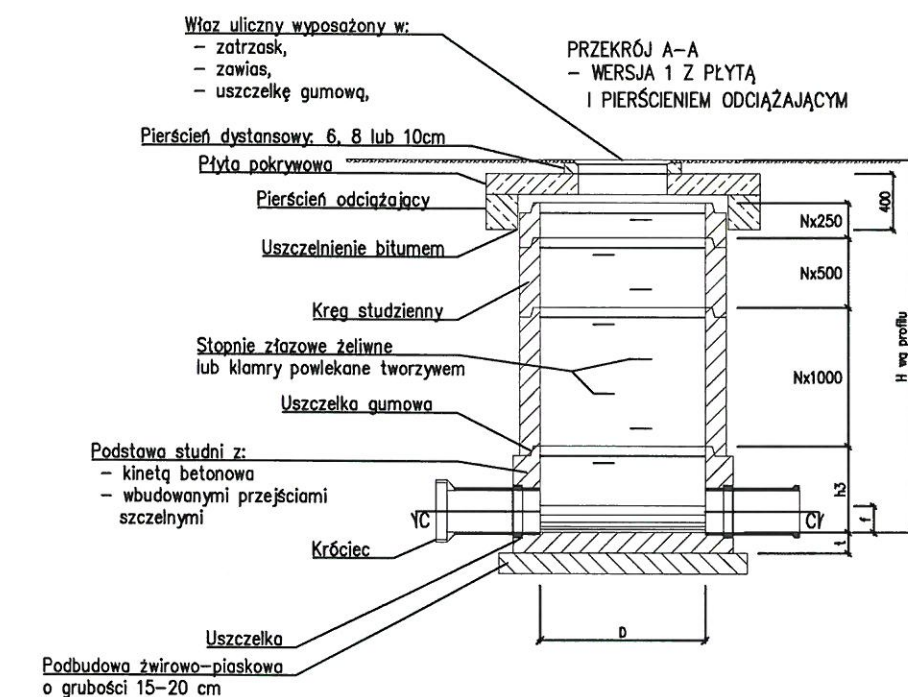 Właz uliczny wyposażony w:
– zatrzask,
– zawias,
– uszczelkę gumową,
PRZEKRÓJ A–A
– WERSJA 1 Z PŁYTĄ
I PIERŚCIENIEM ODCIĄŻAJĄCYM
Pierścień dystansowy: 6, 8 lub 10cm
Płyta pokrywowa
Pierścień odciążający
Uszczelnienie bitumem
Kręg studzienny
Stopnie złazowe żeliwne
lub klamry powlekane tworzywem
Uszczelka gumowa
Podstawa studni z:
– kinetą betonowa
– wbudowanymi przejściami
szczelnymi
Króciec
Uszczelka
Podbudowa żwirowo–piaskowa
o grubości 15–20 cm
400
Nx250
Nx500
Nx1000
H wg profilu
h3
f
t
C
C
D